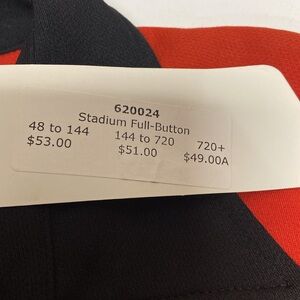 620024
Stadium Full-Button
48 to 144 144 to 720 720+
$53.00 $51.00 $49.00A